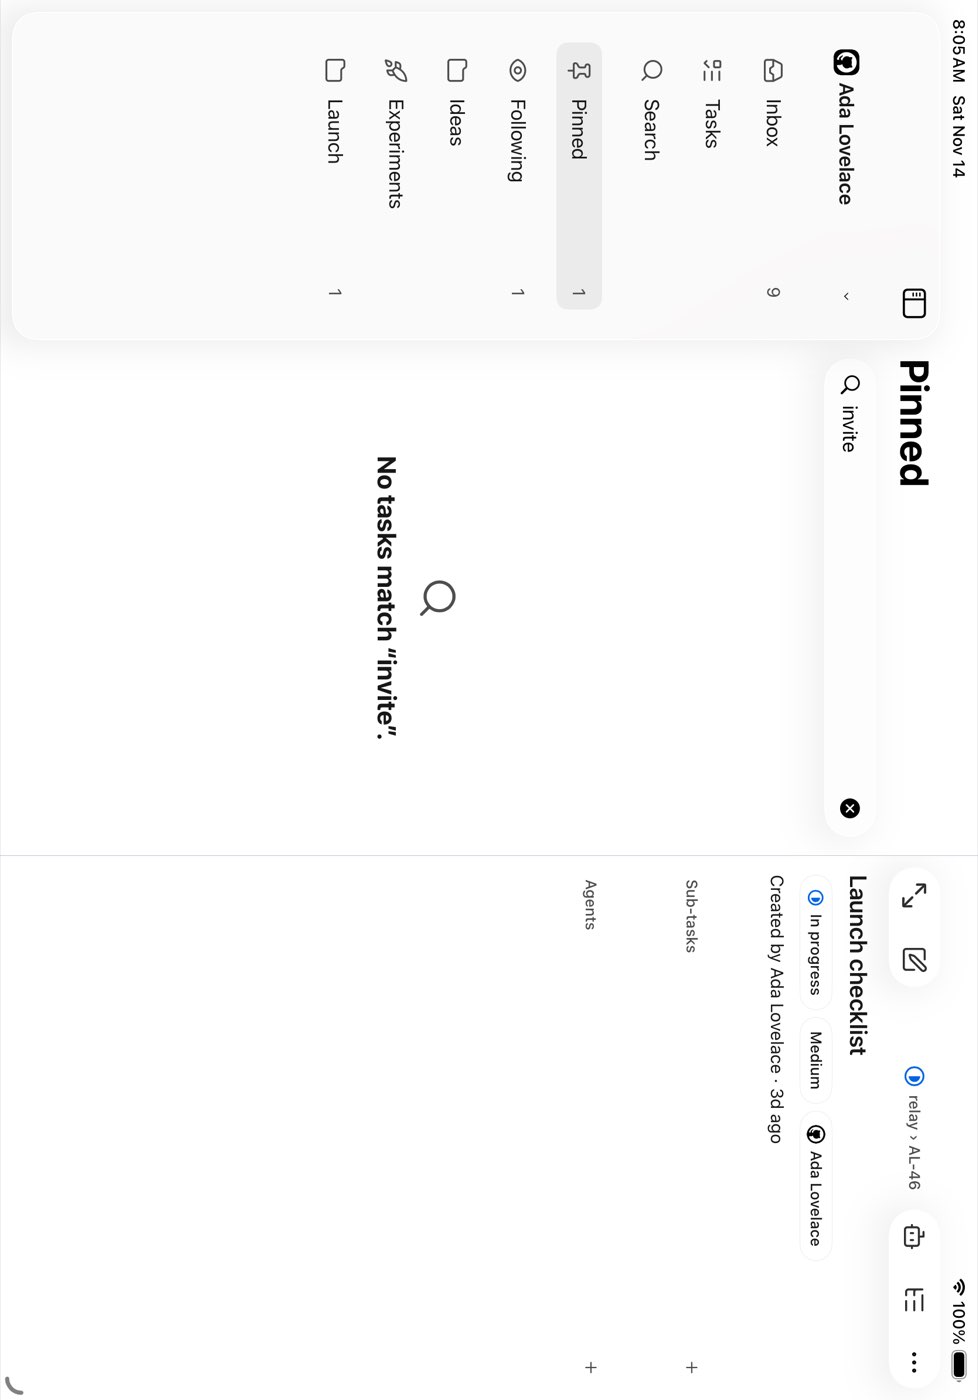 8:05 AM Sat Nov 14
100%
Ada Lovelace
Inbox 9
Tasks
Search
Pinned 1
Following 1
Ideas
Experiments
Launch 1
Pinned
invite
No tasks match “invite”.
relay › AL-46
Launch checklist
In progress Medium Ada Lovelace
Created by Ada Lovelace · 3d ago
Sub-tasks
Agents